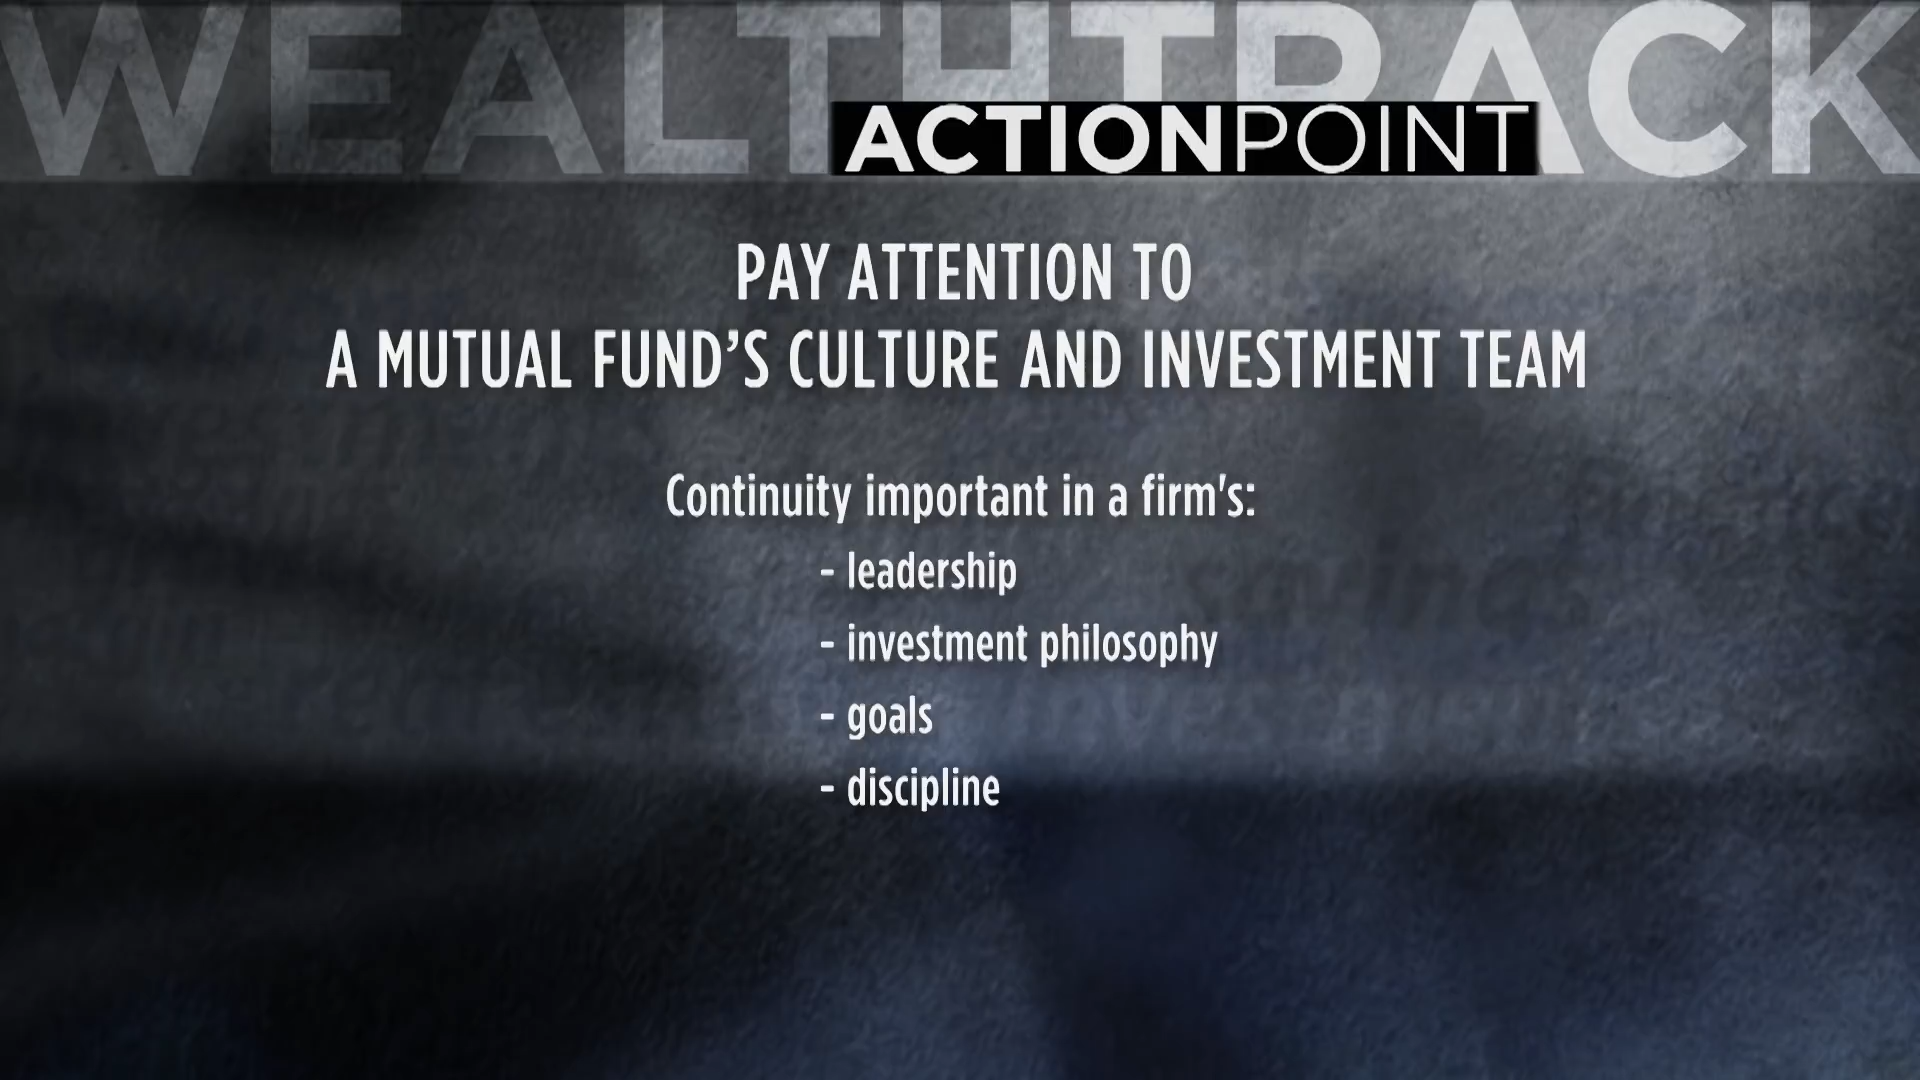 WEALTHTRACK
ACTIONPOINT
PAY ATTENTION TO
A MUTUAL FUND’S CULTURE AND INVESTMENT TEAM
Continuity important in a firm's:
- leadership
- investment philosophy
- goals
- discipline